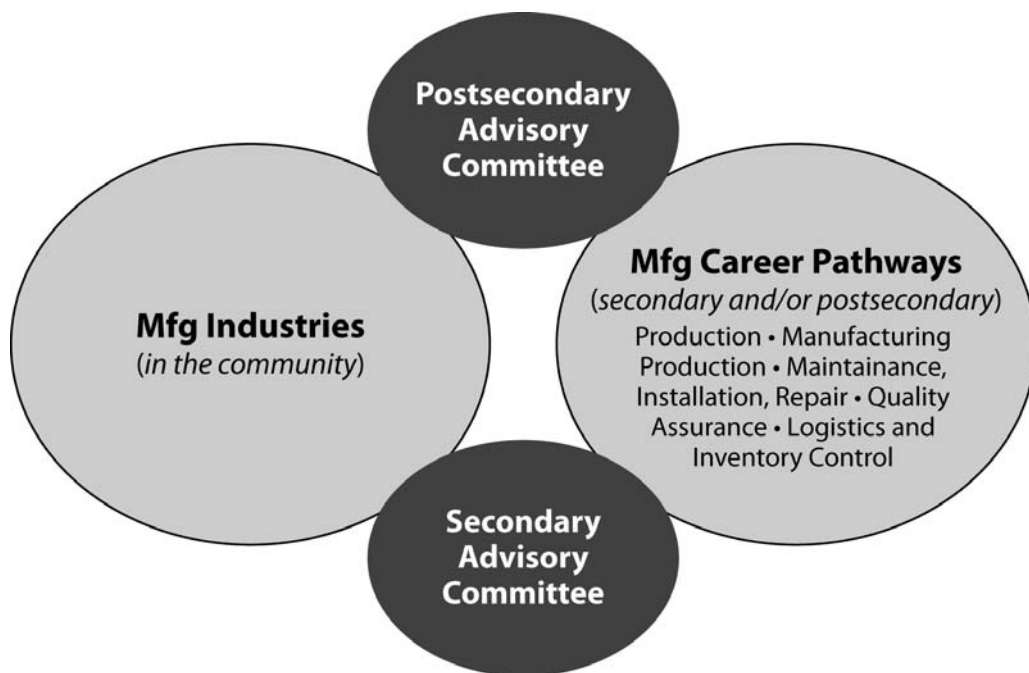 Postsecondary
Advisory
Committee
Mfg Industries
(in the community)
Mfg Career Pathways
(secondary and/or postsecondary)
Production • Manufacturing
Production • Maintainance,
Installation, Repair • Quality
Assurance • Logistics and
Inventory Control
Secondary
Advisory
Committee